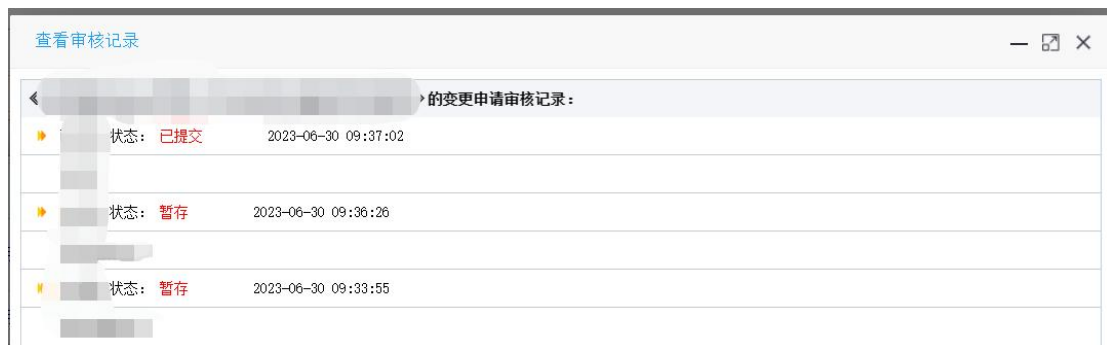 查看审核记录
《 》的变更申请审核记录：
状态： 已提交 2023-06-30 09:37:02
状态： 暂存 2023-06-30 09:36:26
状态： 暂存 2023-06-30 09:33:55